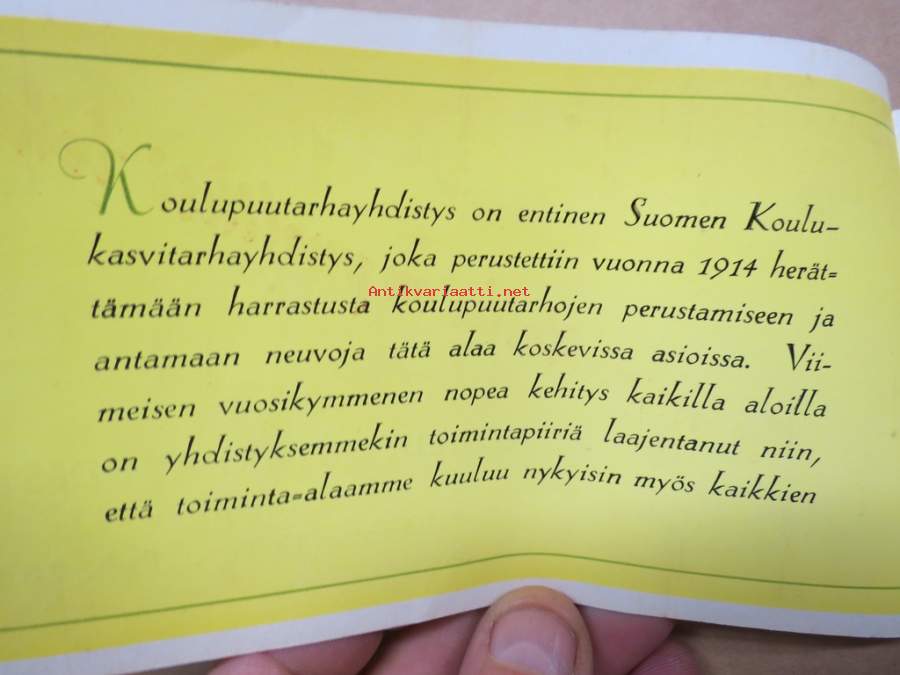 Koulupuutarhayhdistys on entinen Suomen Koulu-
kasvitarhayhdistys, joka perustettiin vuonna 1914 herät=
Antikvariaatti.net
tämään harrastusta koulupuutarhojen perustamiseen ja
antamaan neuvoja tätä alaa koskevissa asioissa. Vii-
meisen vuosikymmenen nopea kehitys kaikilla aloilla
on yhdistyksemmekin toimintapiiriä laajentanut niin,
että toiminta=alaamme kuuluu nykyisin myös kaikkien